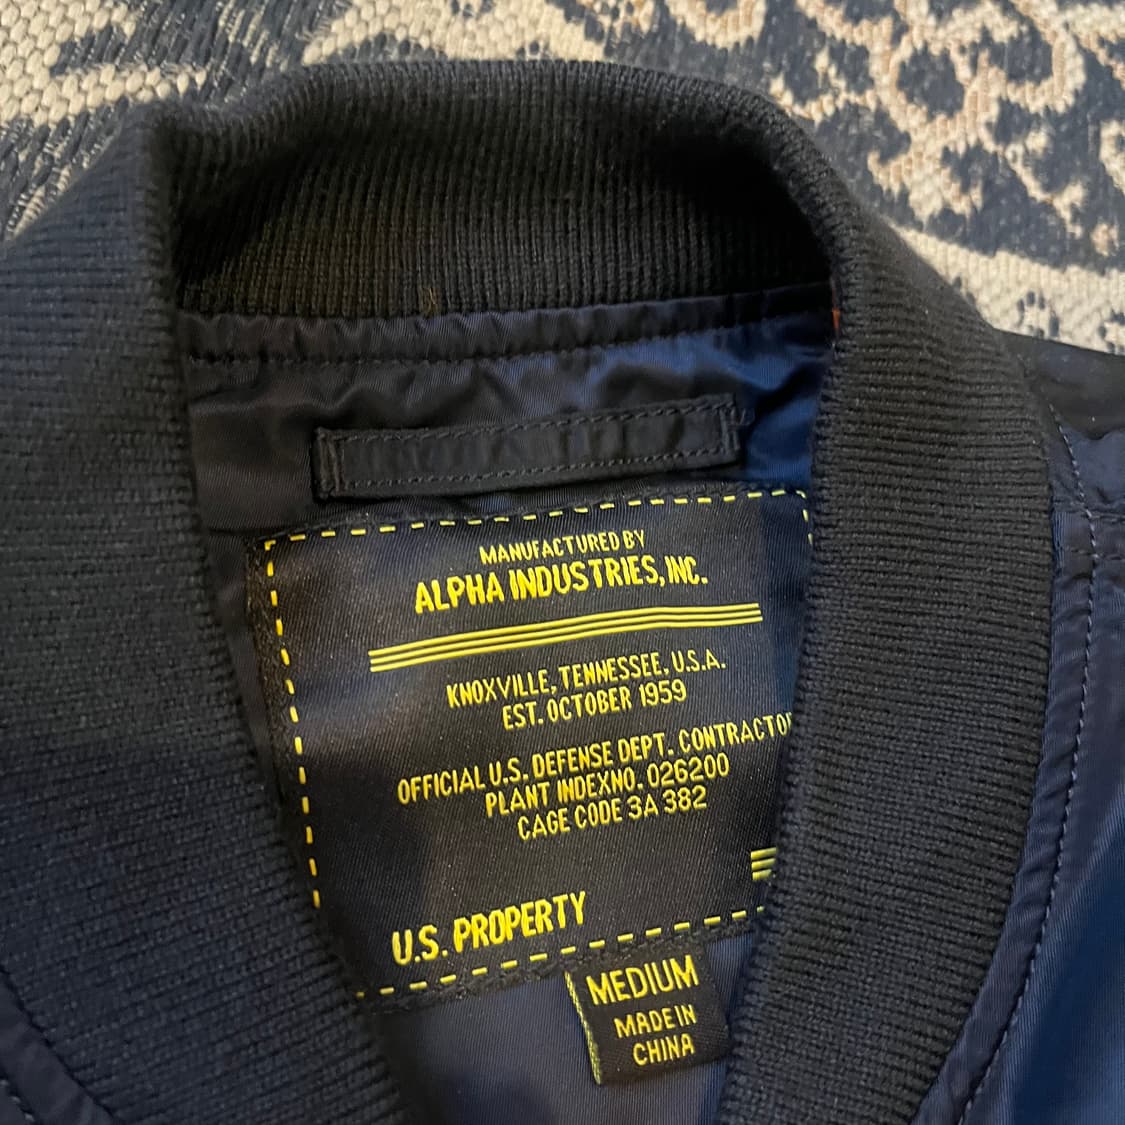 MANUFACTURED BY
ALPHA INDUSTRIES, INC.
KNOXVILLE, TENNESSEE, U.S.A.
EST. OCTOBER 1959
OFFICIAL U.S. DEFENSE DEPT. CONTRACTOR
PLANT INDEXNO. 026200
CAGE CODE 3A 382
U.S. PROPERTY
MEDIUM
MADE IN
CHINA